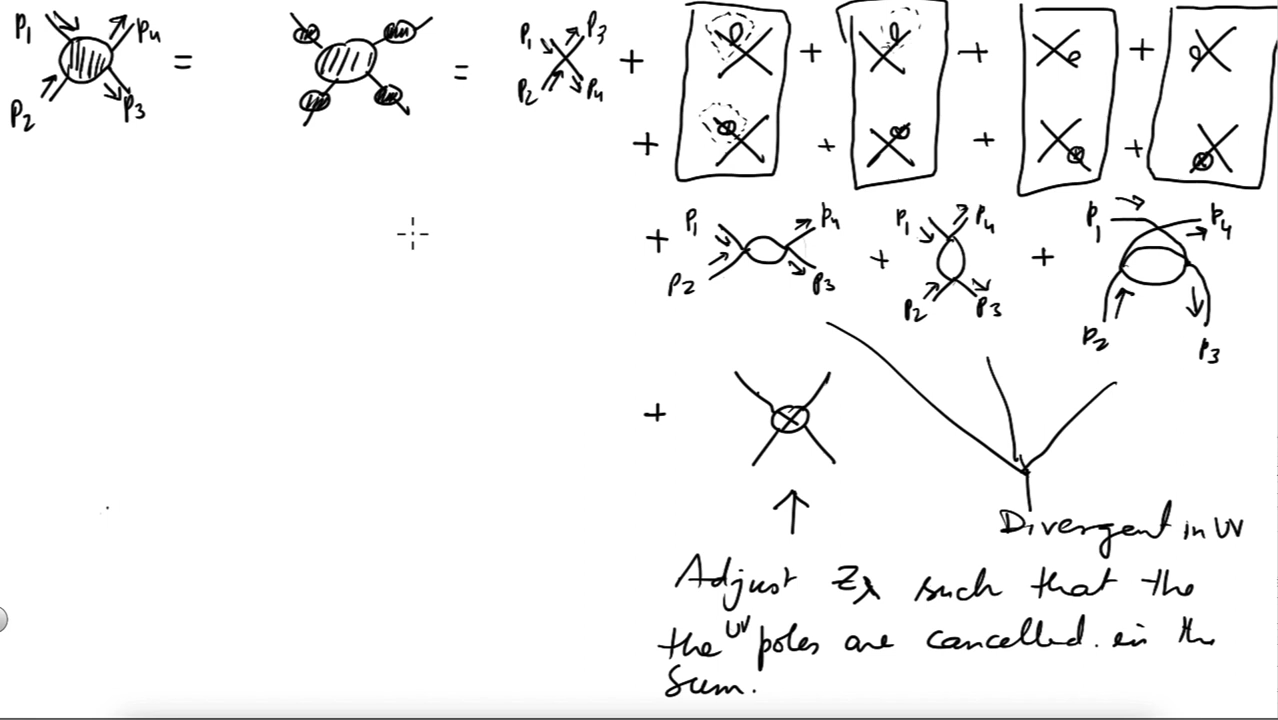 P1 P4 = = P1 P3 + + + +
P2 P3 P2 P4
+ + + +
+ P1 P4 + P1 P4 + P1 P4
P2 P3 P2 P3
P2 P3
+
Divergent in UV
Adjust Zλ such that the
the UV poles are cancelled. in the
Sum.